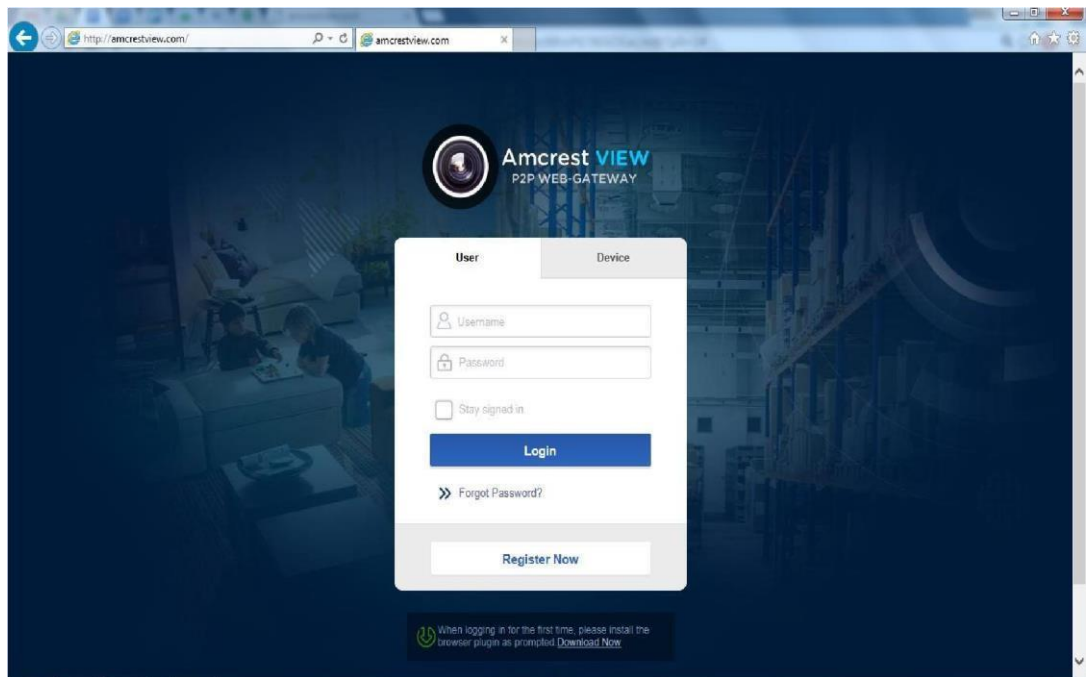 http://amcrestview.com/
amcrestview.com
Amcrest VIEW
P2P WEB-GATEWAY
User
Device
Username
Password
Stay signed in
Login
Forgot Password?
Register Now
When logging in for the first time, please install the
browser plugin as prompted Download Now